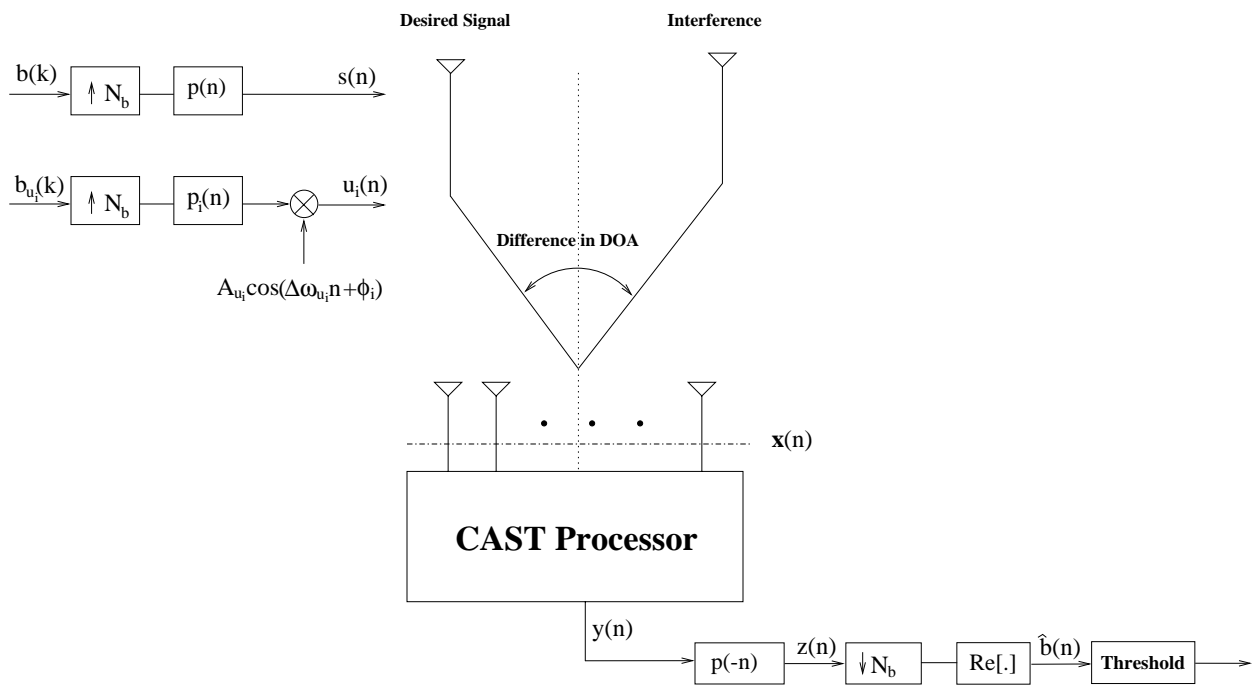 Desired Signal
Interference
b(k)
↑ N_b
p(n)
s(n)
b_{u_i}(k)
↑ N_b
p_i(n)
u_i(n)
A_{u_i}cos(Δω_{u_i}n+ϕ_i)
Difference in DOA
x(n)
CAST Processor
y(n)
p(-n)
z(n)
↓ N_b
Re[.]
b̂(n)
Threshold